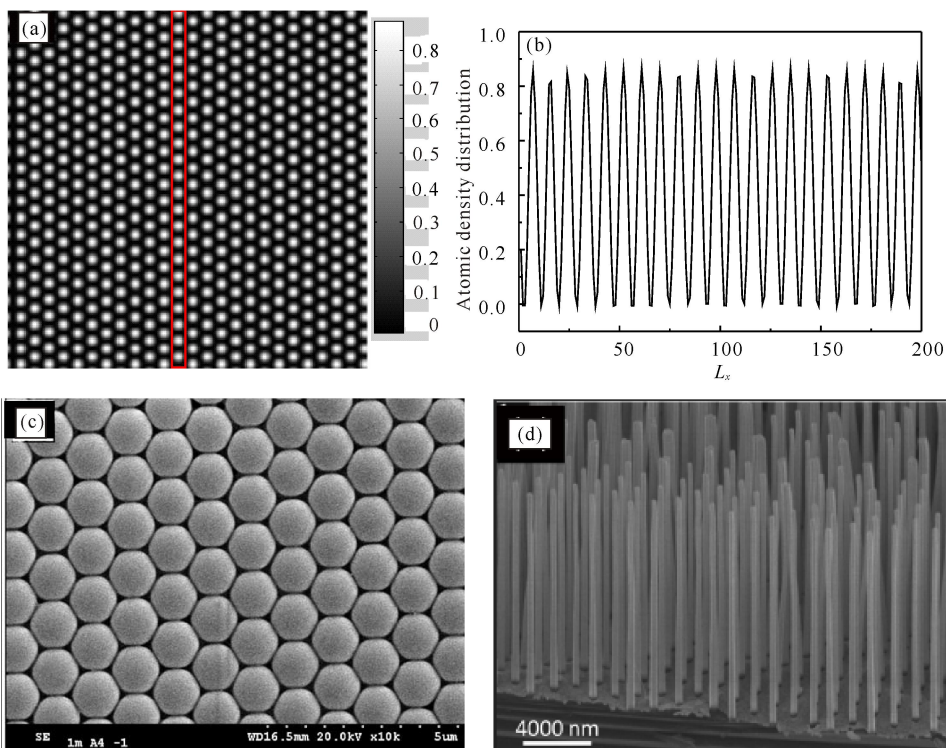 (a)
0.8
0.7
0.6
0.5
0.4
0.3
0.2
0.1
0
(b)
1.0
0.8
0.6
0.4
0.2
0.0
Atomic density distribution
0 50 100 150 200
Lx
(c)
SE 1m A4 -1 WD16.5mm 20.0kV x10k 5um
(d)
4000 nm